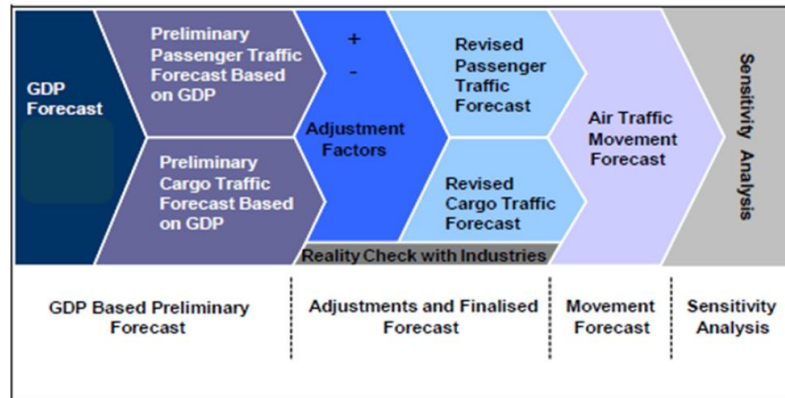 GDP
Forecast
Preliminary
Passenger Traffic
Forecast Based
on GDP
Preliminary
Cargo Traffic
Forecast Based
on GDP
+
-
Adjustment
Factors
Revised
Passenger
Traffic
Forecast
Revised
Cargo Traffic
Forecast
Reality Check with Industries
Air Traffic
Movement
Forecast
Sensitivity Analysis
GDP Based Preliminary
Forecast
Adjustments and Finalised
Forecast
Movement
Forecast
Sensitivity
Analysis